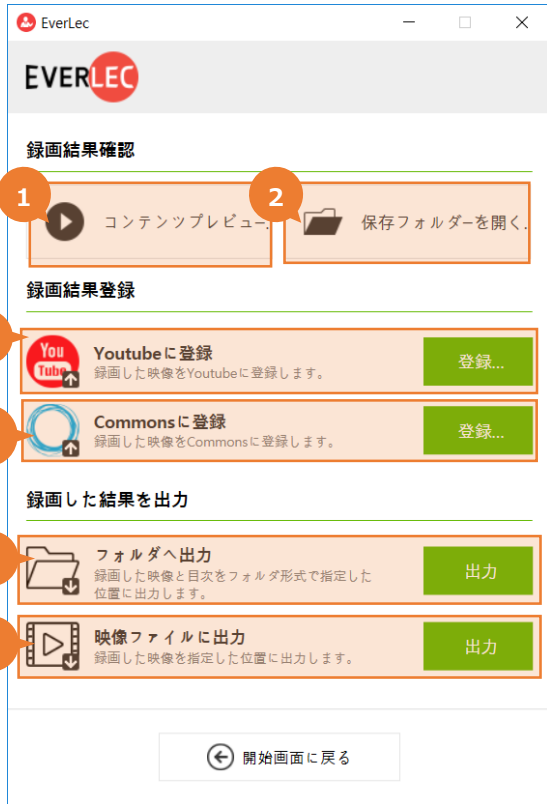 EverLec
EVERLEC
録画結果確認
1
2
コンテンツプレビュー.
保存フォルダーを開く.
録画結果登録
You
Tube
Youtubeに登録
録画した映像をYoutubeに登録します。
登録...
Commonsに登録
録画した映像をCommonsに登録します。
登録...
録画した結果を出力
フォルダへ出力
録画した映像と目次をフォルダ形式で指定した
位置に出力します。
出力
映像ファイルに出力
録画した映像を指定した位置に出力します。
出力
開始画面に戻る